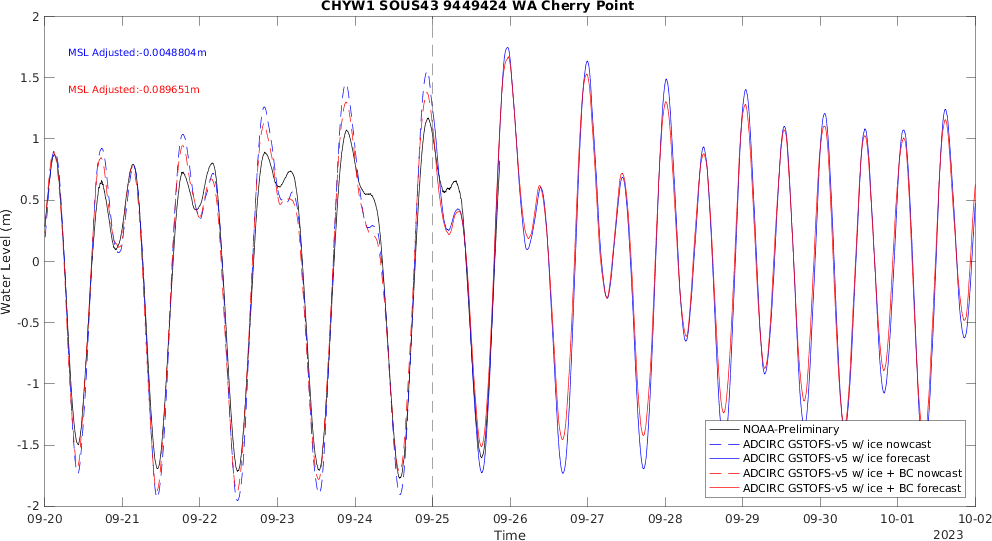 CHYW1 SOUS43 9449424 WA Cherry Point
MSL Adjusted:-0.0048804m
MSL Adjusted:-0.089651m
Water Level (m)
2
1.5
1
0.5
0
-0.5
-1
-1.5
-2
09-20 09-21 09-22 09-23 09-24 09-25 09-26 09-27 09-28 09-29 09-30 10-01 10-02
2023
Time
NOAA-Preliminary
ADCIRC GSTOFS-v5 w/ ice nowcast
ADCIRC GSTOFS-v5 w/ ice forecast
ADCIRC GSTOFS-v5 w/ ice + BC nowcast
ADCIRC GSTOFS-v5 w/ ice + BC forecast